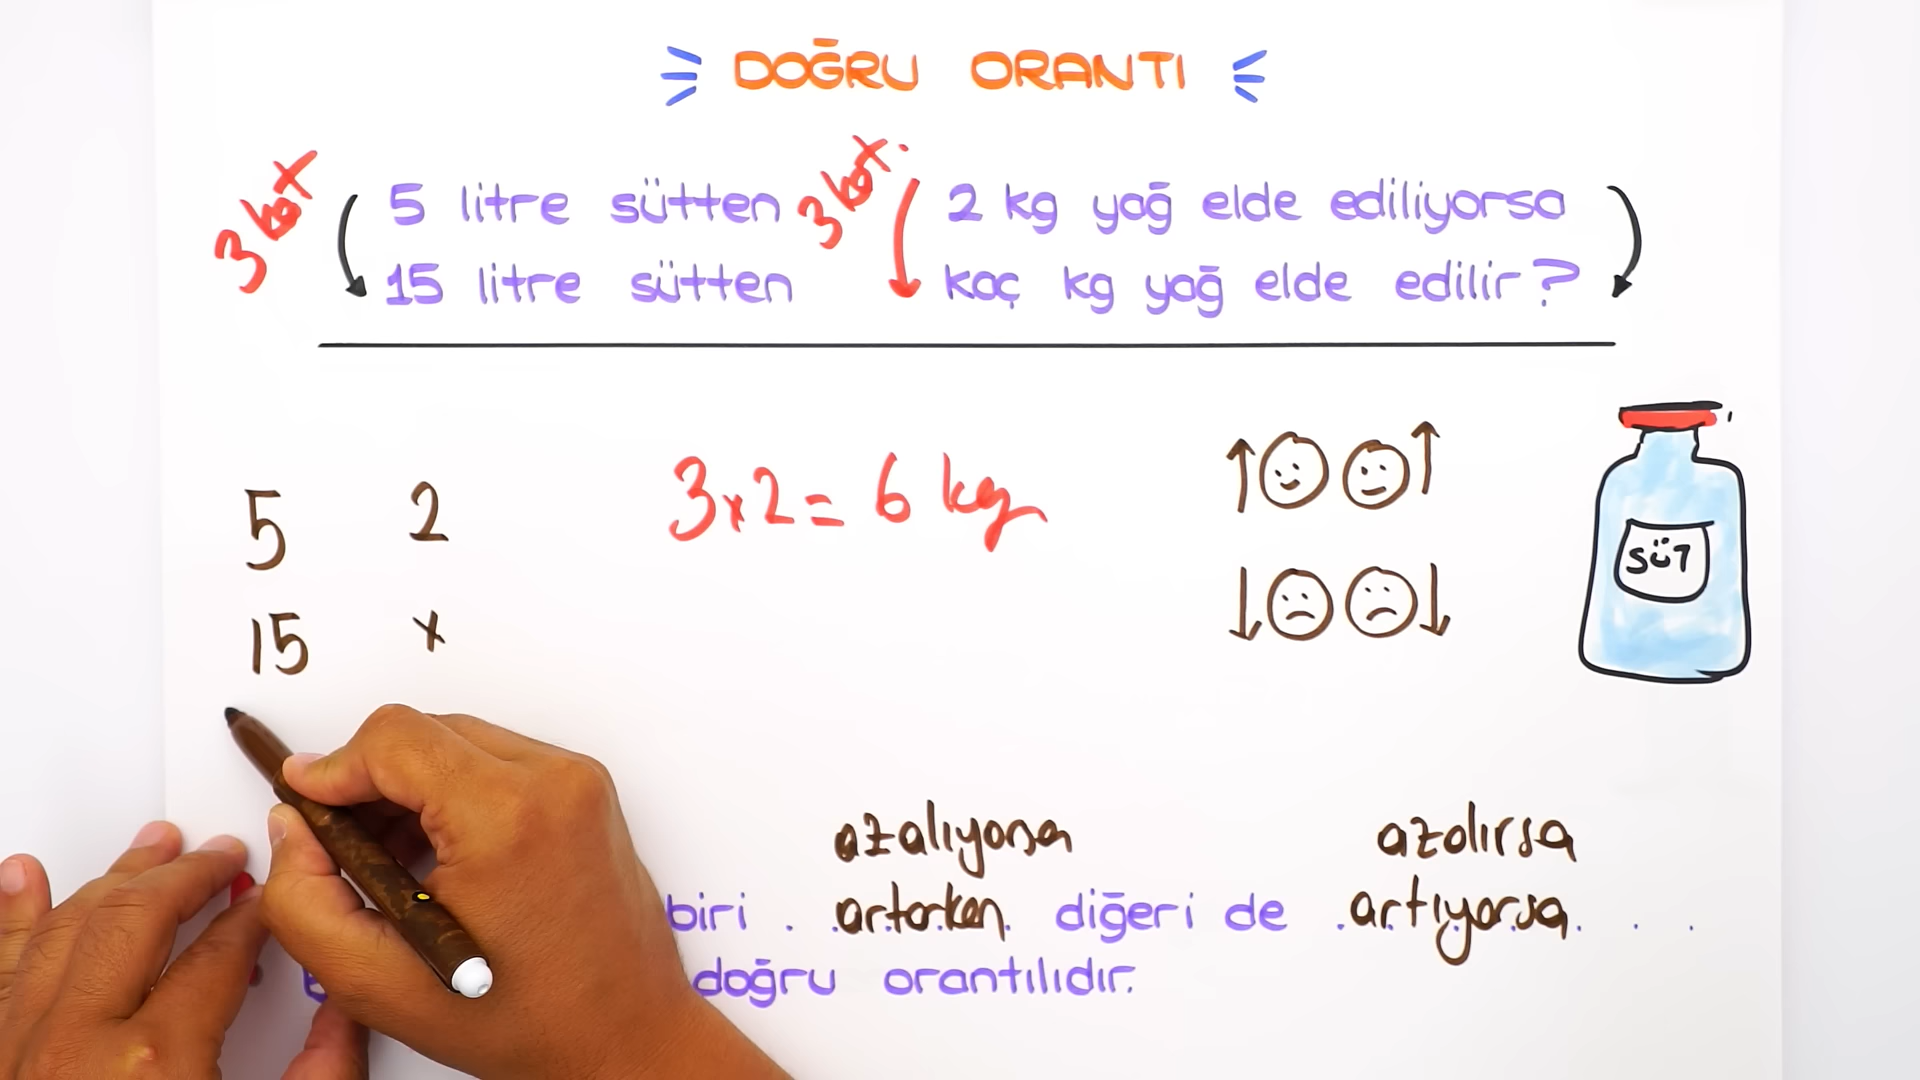 DOĞRU ORANTI
3 kat 5 litre sütten 3 kat 2 kg yağ elde ediliyorsa
15 litre sütten kaç kg yağ elde edilir?
5 2 3x2= 6 kg
15 x
SÜT
azalıyorsa azalırsa
biri . artarken. diğeri de . artıyorsa. . .
doğru orantılıdır.